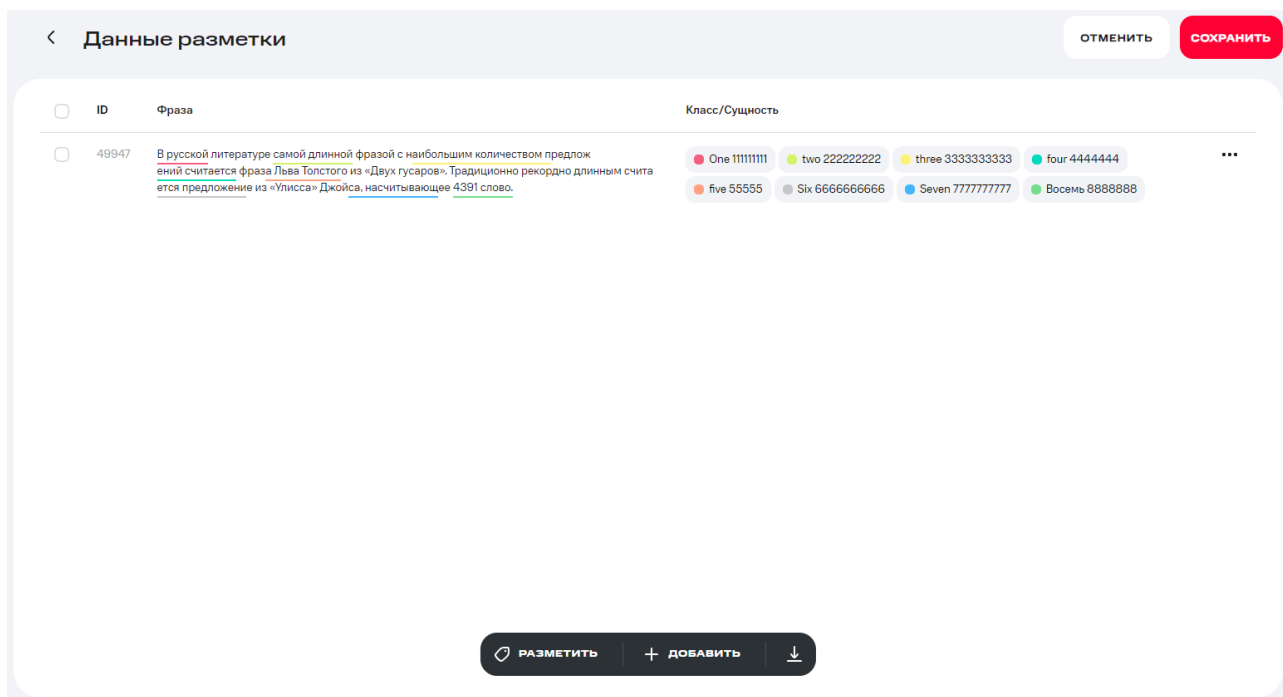 Данные разметки
ОТМЕНИТЬ
СОХРАНИТЬ
ID
Фраза
Класс/Сущность
49947
В русской литературе самой длинной фразой с наибольшим количеством предлож
ений считается фраза Льва Толстого из «Двух гусаров». Традиционно рекордно длинным счита
ется предложение из «Улисса» Джойса, насчитывающее 4391 слово.
One 111111111 two 222222222 three 3333333333 four 4444444
five 55555 Six 6666666666 Seven 7777777777 Восемь 8888888
РАЗМЕТИТЬ
ДОБАВИТЬ